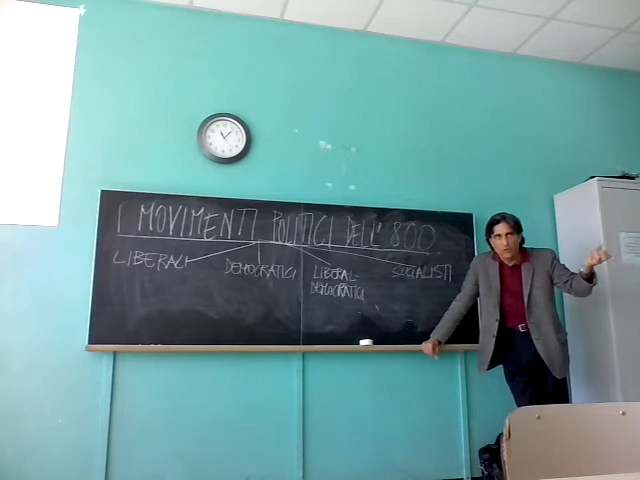 I MOVIMENTI POLITICI DELL' 800
LIBERALI
DEMOCRATICI
LIBERAL-
DEMOCRATICI
SOCIALISTI